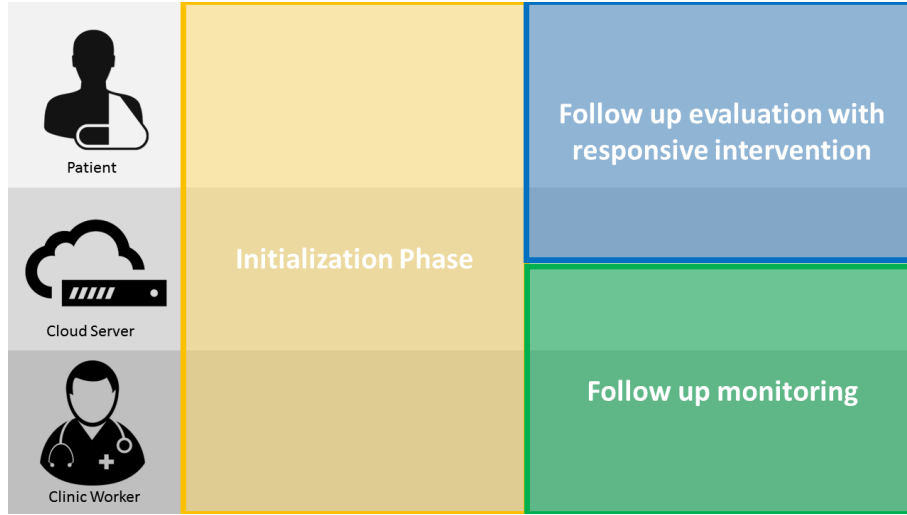 Patient
Cloud Server
Clinic Worker
Initialization Phase
Follow up evaluation with
responsive intervention
Follow up monitoring